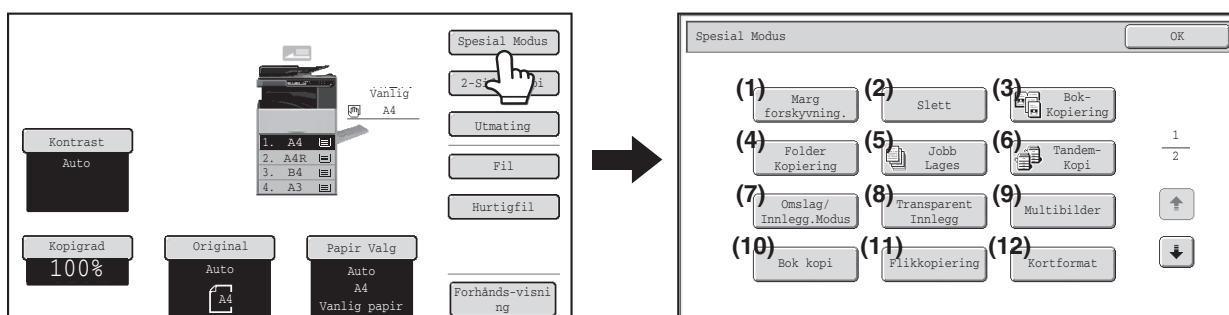 Spesial Modus
2-Si pi
Utmating
Fil
Hurtigfil
Forhånds-visni
ng
Vanlig
A4
1. A4
2. A4R
3. B4
4. A3
Kontrast
Auto
Kopigrad
100%
Original
Auto
A4
Papir Valg
Auto
A4
Vanlig papir
Spesial Modus
OK
(1) Marg
forskyvning.
(2) Slett
(3) Bok-
Kopiering
(4) Folder
Kopiering
(5) Jobb
Lages
(6) Tandem-
Kopi
(7) Omslag/
Innlegg.Modus
(8) Transparent
Innlegg
(9) Multibilder
(10) Bok kopi
(11) Flikkopiering
(12) Kortformat
1
2